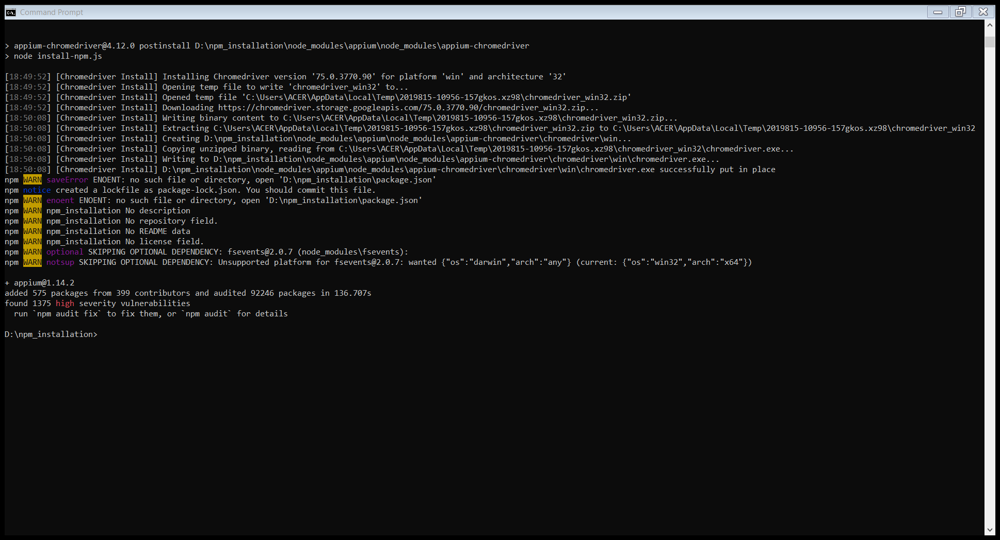 Command Prompt
> appium-chromedriver@4.12.0 postinstall D:\npm_installation\node_modules\appium\node_modules\appium-chromedriver
> node install-npm.js
[18:49:52] [Chromedriver Install] Installing Chromedriver version '75.0.3770.90' for platform 'win' and architecture '32'
[18:49:52] [Chromedriver Install] Opening temp file to write 'chromedriver_win32' to...
[18:49:52] [Chromedriver Install] Opened temp file 'C:\Users\ACER\AppData\Local\Temp\2019815-10956-157gkos.xz98\chromedriver_win32.zip'
[18:49:52] [Chromedriver Install] Downloading https://chromedriver.storage.googleapis.com/75.0.3770.90/chromedriver_win32.zip...
[18:50:08] [Chromedriver Install] Writing binary content to C:\Users\ACER\AppData\Local\Temp\2019815-10956-157gkos.xz98\chromedriver_win32.zip...
[18:50:08] [Chromedriver Install] Extracting C:\Users\ACER\AppData\Local\Temp\2019815-10956-157gkos.xz98\chromedriver_win32.zip to C:\Users\ACER\AppData\Local\Temp\2019815-10956-157gkos.xz98\chromedriver_win32
[18:50:08] [Chromedriver Install] Creating D:\npm_installation\node_modules\appium\node_modules\appium-chromedriver\chromedriver\win...
[18:50:08] [Chromedriver Install] Copying unzipped binary, reading from C:\Users\ACER\AppData\Local\Temp\2019815-10956-157gkos.xz98\chromedriver_win32\chromedriver.exe...
[18:50:08] [Chromedriver Install] Writing to D:\npm_installation\node_modules\appium\node_modules\appium-chromedriver\chromedriver\win\chromedriver.exe...
[18:50:08] [Chromedriver Install] D:\npm_installation\node_modules\appium\node_modules\appium-chromedriver\chromedriver\win\chromedriver.exe successfully put in place
npm WARN saveError ENOENT: no such file or directory, open 'D:\npm_installation\package.json'
npm notice created a lockfile as package-lock.json. You should commit this file.
npm WARN enoent ENOENT: no such file or directory, open 'D:\npm_installation\package.json'
npm WARN npm_installation No description
npm WARN npm_installation No repository field.
npm WARN npm_installation No README data
npm WARN npm_installation No license field.
npm WARN optional SKIPPING OPTIONAL DEPENDENCY: fsevents@2.0.7 (node_modules\fsevents):
npm WARN notsup SKIPPING OPTIONAL DEPENDENCY: Unsupported platform for fsevents@2.0.7: wanted {"os":"darwin","arch":"any"} (current: {"os":"win32","arch":"x64"})
+ appium@1.14.2
added 575 packages from 399 contributors and audited 92246 packages in 136.707s
found 1375 high severity vulnerabilities
run `npm audit fix` to fix them, or `npm audit` for details
D:\npm_installation>